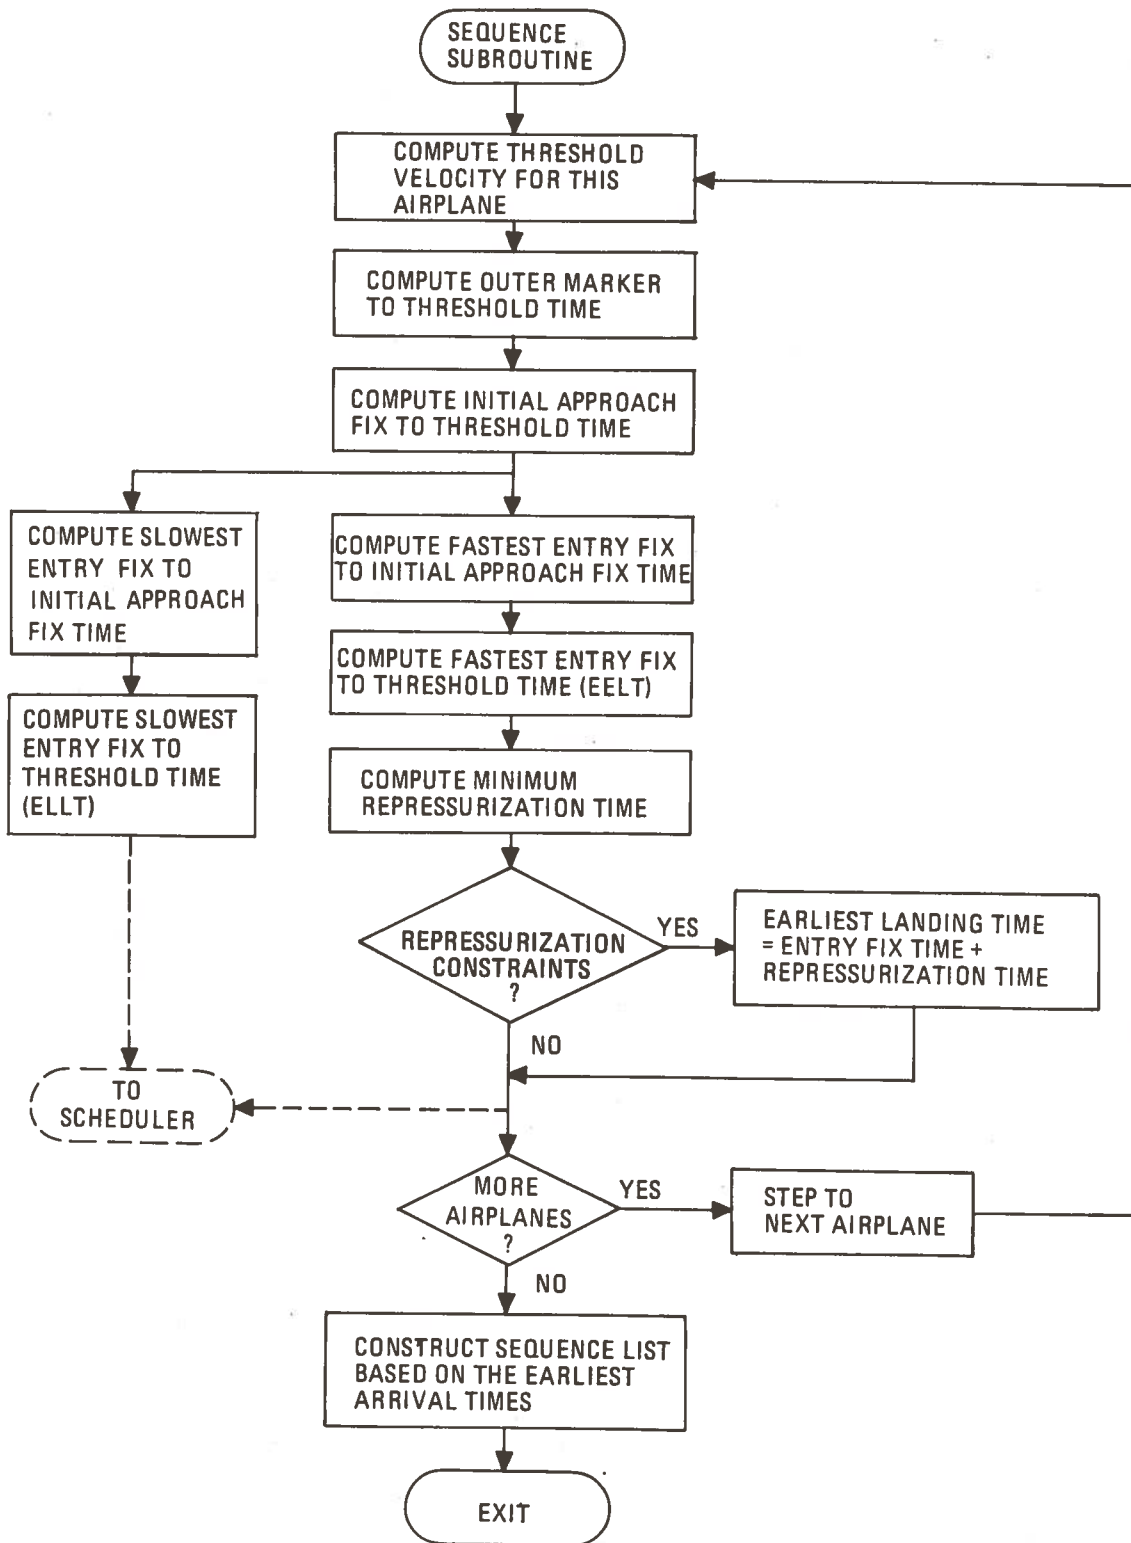 SEQUENCE
SUBROUTINE
COMPUTE THRESHOLD
VELOCITY FOR THIS
AIRPLANE
COMPUTE OUTER MARKER
TO THRESHOLD TIME
COMPUTE INITIAL APPROACH
FIX TO THRESHOLD TIME
COMPUTE SLOWEST
ENTRY FIX TO
INITIAL APPROACH
FIX TIME
COMPUTE FASTEST ENTRY FIX
TO INITIAL APPROACH FIX TIME
COMPUTE SLOWEST
ENTRY FIX TO
THRESHOLD TIME
(ELLT)
COMPUTE FASTEST ENTRY FIX
TO THRESHOLD TIME (EELT)
COMPUTE MINIMUM
REPRESSURIZATION TIME
REPRESSURIZATION
CONSTRAINTS
?
YES
EARLIEST LANDING TIME
= ENTRY FIX TIME +
REPRESSURIZATION TIME
NO
TO
SCHEDULER
MORE
AIRPLANES
?
YES
STEP TO
NEXT AIRPLANE
NO
CONSTRUCT SEQUENCE LIST
BASED ON THE EARLIEST
ARRIVAL TIMES
EXIT